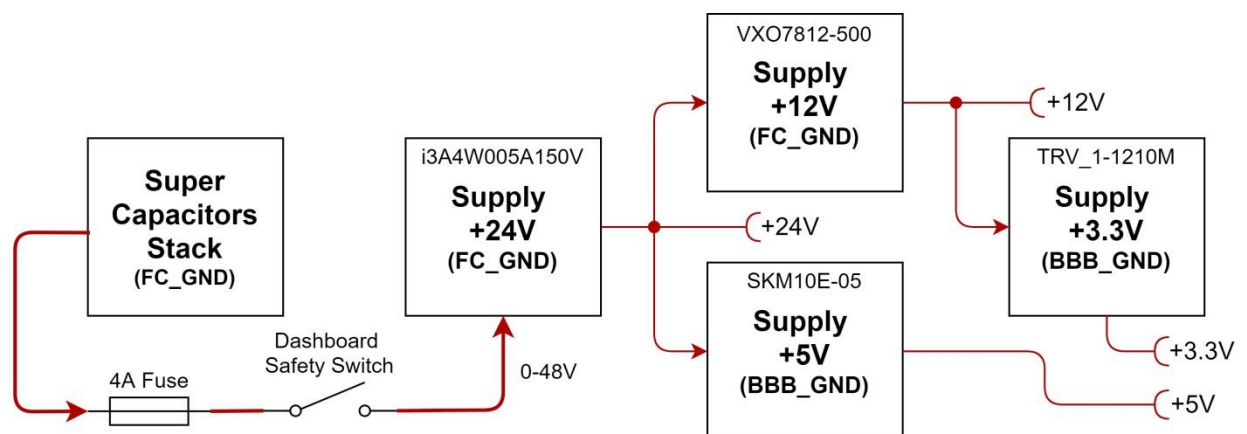 Super
Capacitors
Stack
(FC_GND)
4A Fuse
Dashboard
Safety Switch
0-48V
i3A4W005A150V
Supply
+24V
(FC_GND)
VXO7812-500
Supply
+12V
(FC_GND)
+12V
+24V
SKM10E-05
Supply
+5V
(BBB_GND)
TRV_1-1210M
Supply
+3.3V
(BBB_GND)
+3.3V
+5V